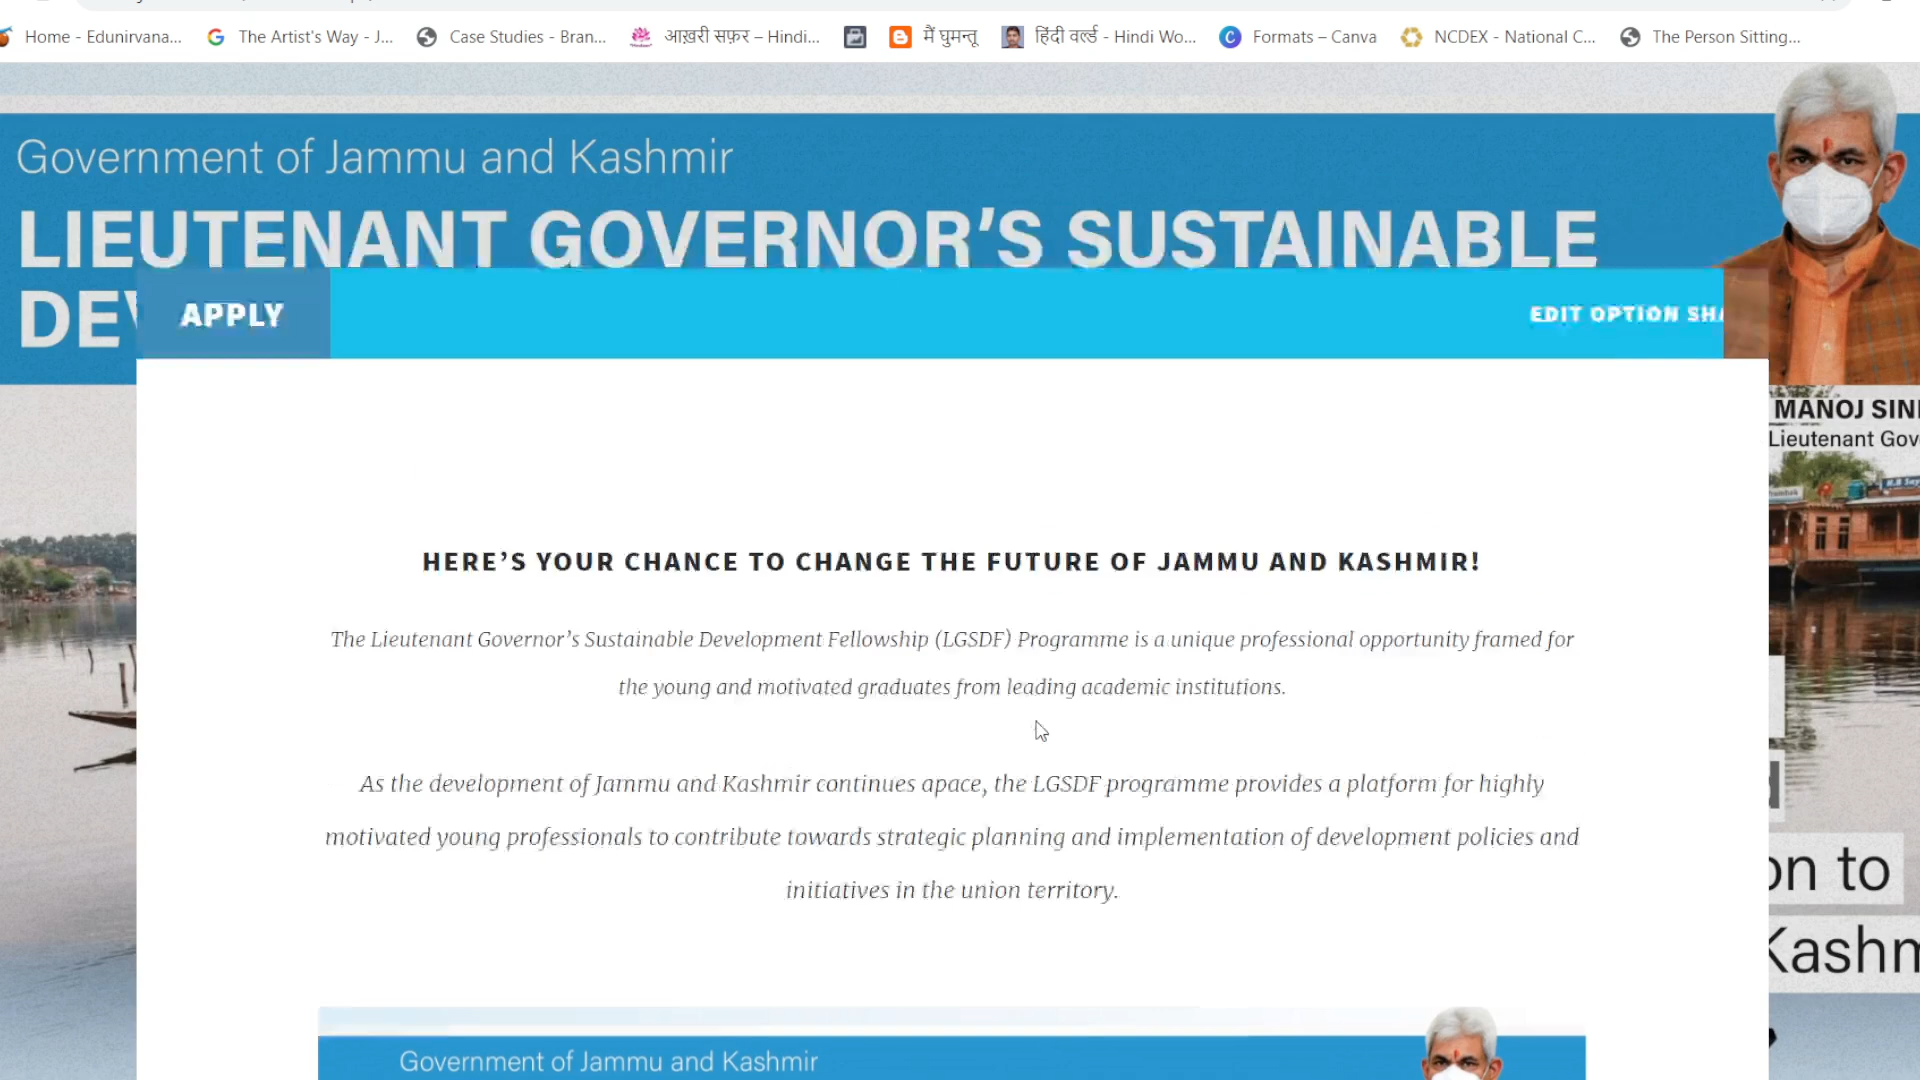 Home - Edunirvana...
The Artist's Way - J...
Case Studies - Bran...
आख़री सफ़र – Hindi...
मैं घुमन्तू
हिंदी वर्ल्ड - Hindi Wo...
Formats – Canva
NCDEX - National C...
The Person Sitting...
Government of Jammu and Kashmir
LIEUTENANT GOVERNOR’S SUSTAINABLE
DEV
APPLY
EDIT OPTION SHA
MANOJ SIN
Lieutenant Gov
HERE’S YOUR CHANCE TO CHANGE THE FUTURE OF JAMMU AND KASHMIR!
The Lieutenant Governor’s Sustainable Development Fellowship (LGSDF) Programme is a unique professional opportunity framed for
the young and motivated graduates from leading academic institutions.
As the development of Jammu and Kashmir continues apace, the LGSDF programme provides a platform for highly
motivated young professionals to contribute towards strategic planning and implementation of development policies and
initiatives in the union territory.
on to
Kashm
Government of Jammu and Kashmir